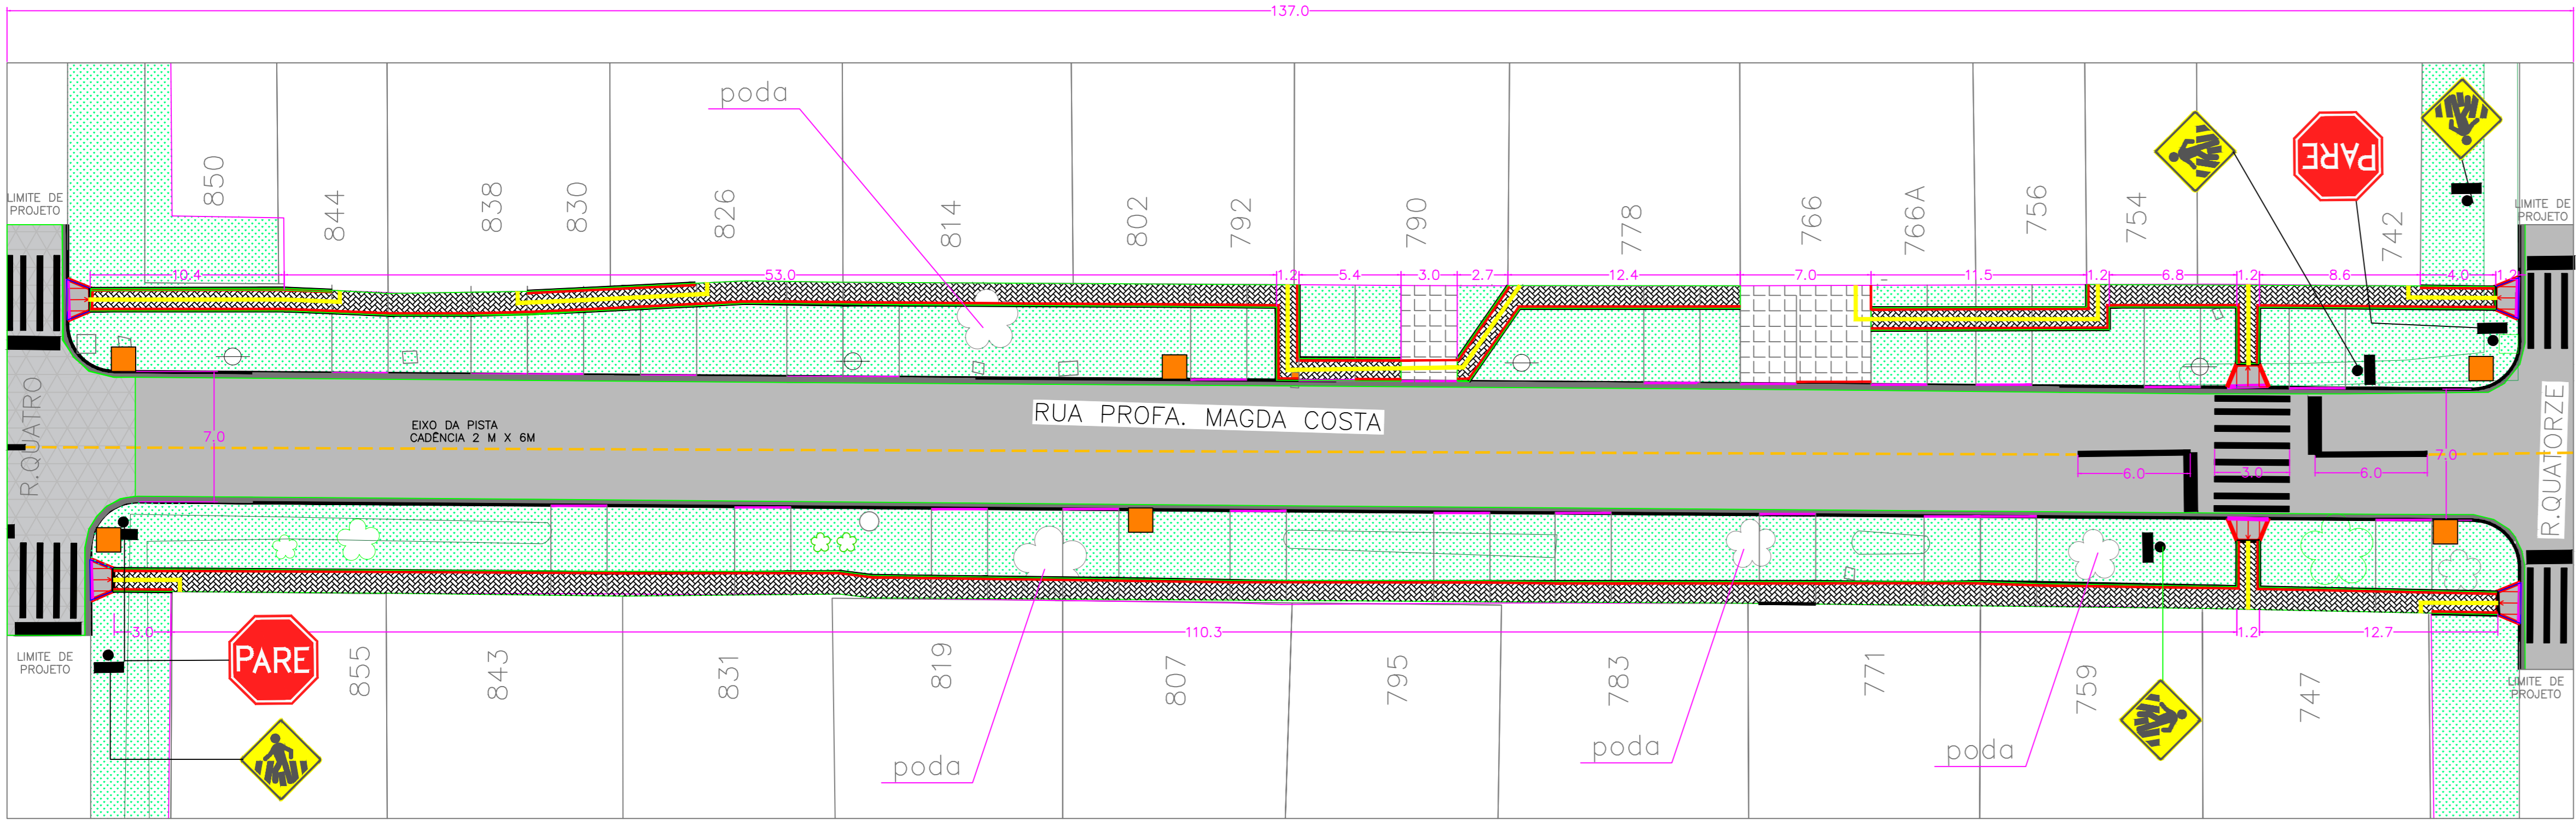 137.0
poda
850
844
838
830
826
814
802
792
790
778
766
766A
756
754
742
PARE
LIMITE DE
PROJETO
LIMITE DE
PROJETO
10.4
53.0
1.2
5.4
3.0
2.7
12.4
7.0
11.5
1.2
6.8
1.2
8.6
4.0
1.2
R.QUATRO
7.0
EIXO DA PISTA
CADÊNCIA 2 M X 6M
RUA PROFA. MAGDA COSTA
6.0
3.0
6.0
7.0
R.QUATORZE
3.0
110.3
1.2
12.7
LIMITE DE
PROJETO
LIMITE DE
PROJETO
PARE
855
843
831
819
807
795
783
771
759
747
poda
poda
poda